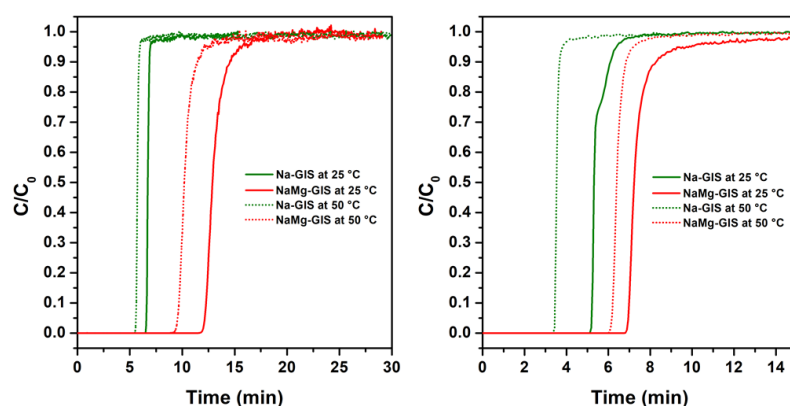 1.0
0.9
0.8
0.7
0.6
0.5
0.4
0.3
0.2
0.1
0.0
C/C₀
0 5 10 15 20 25 30
Time (min)
Na-GIS at 25 °C
NaMg-GIS at 25 °C
Na-GIS at 50 °C
NaMg-GIS at 50 °C
1.0
0.9
0.8
0.7
0.6
0.5
0.4
0.3
0.2
0.1
0.0
C/C₀
0 2 4 6 8 10 12 14
Time (min)
Na-GIS at 25 °C
NaMg-GIS at 25 °C
Na-GIS at 50 °C
NaMg-GIS at 50 °C